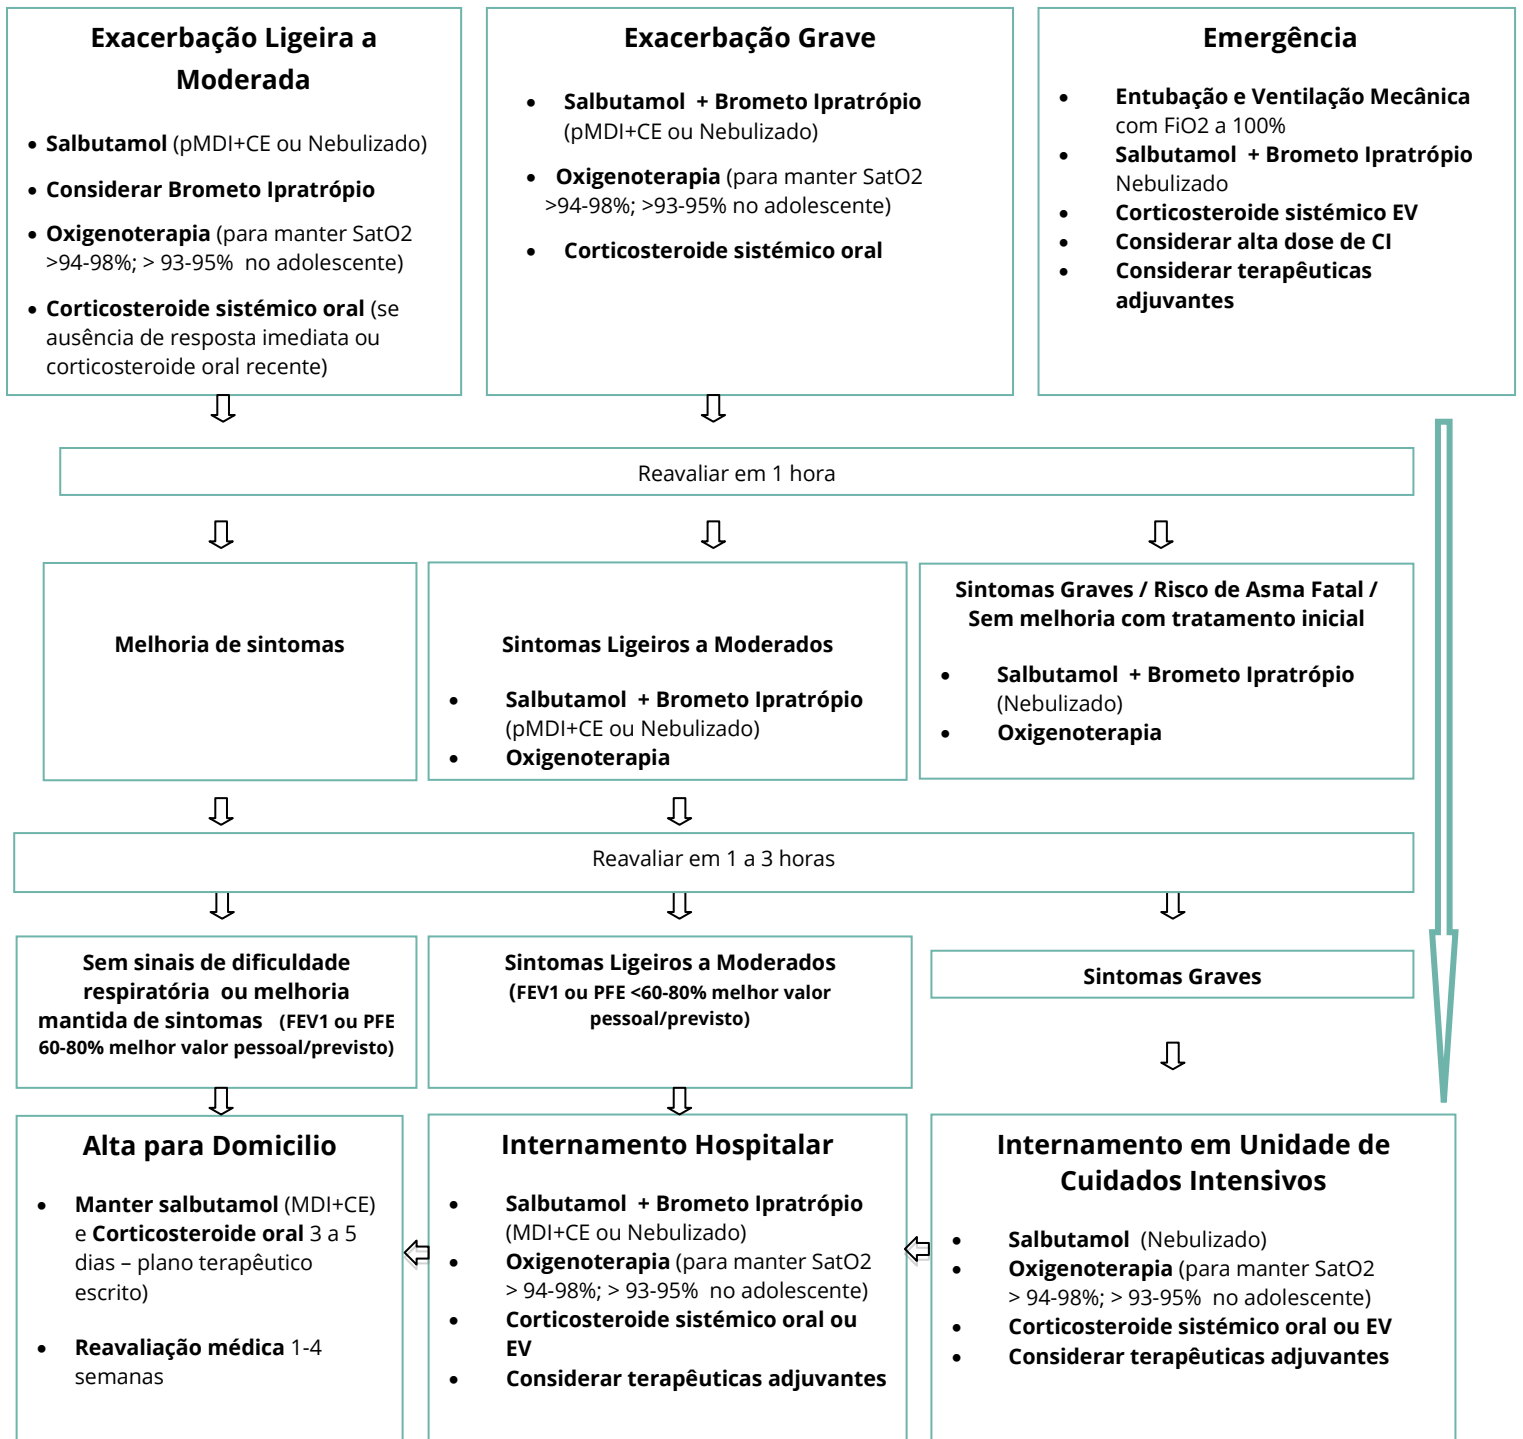 Exacerbação Ligeira a
Moderada
• Salbutamol (pMDI+CE ou Nebulizado)
• Considerar Brometo Ipratrópio
• Oxigenoterapia (para manter SatO2
>94-98%; > 93-95% no adolescente)
• Corticosteroide sistémico oral (se
ausência de resposta imediata ou
corticosteroide oral recente)
Exacerbação Grave
• Salbutamol + Brometo Ipratrópio
(pMDI+CE ou Nebulizado)
• Oxigenoterapia (para manter SatO2
>94-98%; >93-95% no adolescente)
• Corticosteroide sistémico oral
Emergência
• Entubação e Ventilação Mecânica
com FiO2 a 100%
• Salbutamol + Brometo Ipratrópio
Nebulizado
• Corticosteroide sistémico EV
• Considerar alta dose de CI
• Considerar terapêuticas
adjuvantes
Reavaliar em 1 hora
Melhoria de sintomas
Sintomas Ligeiros a Moderados
• Salbutamol + Brometo Ipratrópio
(pMDI+CE ou Nebulizado)
• Oxigenoterapia
Sintomas Graves / Risco de Asma Fatal /
Sem melhoria com tratamento inicial
• Salbutamol + Brometo Ipratrópio
(Nebulizado)
• Oxigenoterapia
Reavaliar em 1 a 3 horas
Sem sinais de dificuldade
respiratória ou melhoria
mantida de sintomas (FEV1 ou PFE
60-80% melhor valor pessoal/previsto)
Sintomas Ligeiros a Moderados
(FEV1 ou PFE <60-80% melhor valor
pessoal/previsto)
Sintomas Graves
Alta para Domicilio
• Manter salbutamol (MDI+CE)
e Corticosteroide oral 3 a 5
dias – plano terapêutico
escrito)
• Reavaliação médica 1-4
semanas
Internamento Hospitalar
• Salbutamol + Brometo Ipratrópio
(MDI+CE ou Nebulizado)
• Oxigenoterapia (para manter SatO2
> 94-98%; > 93-95% no adolescente)
• Corticosteroide sistémico oral ou
EV
• Considerar terapêuticas adjuvantes
Internamento em Unidade de
Cuidados Intensivos
• Salbutamol (Nebulizado)
• Oxigenoterapia (para manter SatO2
> 94-98%; > 93-95% no adolescente)
• Corticosteroide sistémico oral ou EV
• Considerar terapêuticas adjuvantes